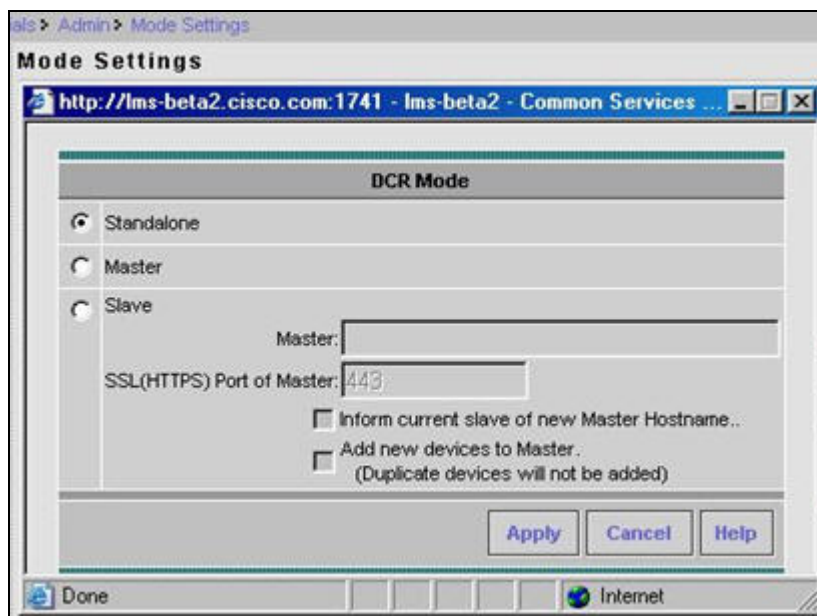 als > Admin > Mode Settings
Mode Settings
http://lms-beta2.cisco.com:1741 - lms-beta2 - Common Services ...
DCR Mode
Standalone
Master
Slave
Master:
SSL(HTTPS) Port of Master: 443
Inform current slave of new Master Hostname..
Add new devices to Master.
(Duplicate devices will not be added)
Apply Cancel Help
Done Internet